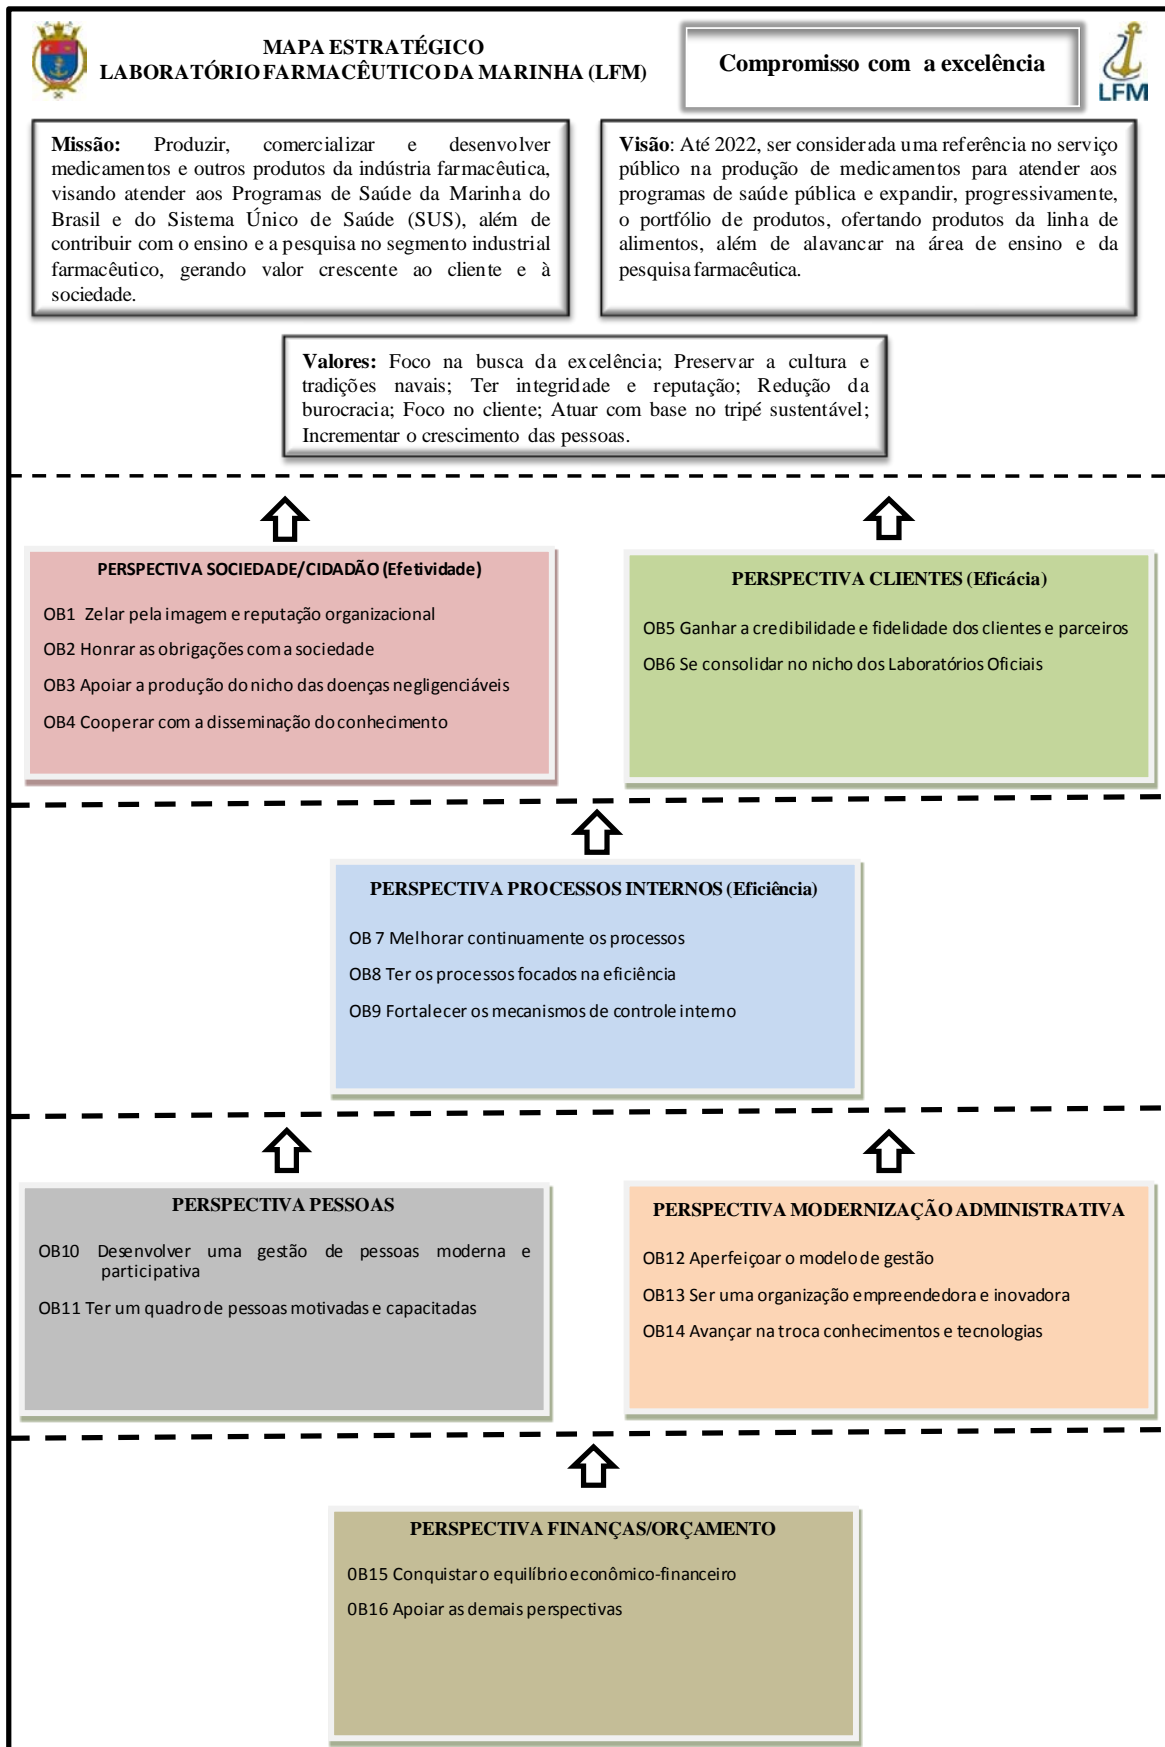 MAPA ESTRATÉGICO
LABORATÓRIO FARMACÊUTICO DA MARINHA (LFM)
Compromisso com a excelência
LFM
Missão: Produzir, comercializar e desenvolver
medicamentos e outros produtos da indústria farmacêutica,
visando atender aos Programas de Saúde da Marinha do
Brasil e do Sistema Único de Saúde (SUS), além de
contribuir com o ensino e a pesquisa no segmento industrial
farmacêutico, gerando valor crescente ao cliente e à
sociedade.
Visão: Até 2022, ser considerada uma referência no serviço
público na produção de medicamentos para atender aos
programas de saúde pública e expandir, progressivamente,
o portfólio de produtos, ofertando produtos da linha de
alimentos, além de alavancar na área de ensino e da
pesquisa farmacêutica.
Valores: Foco na busca da excelência; Preservar a cultura e
tradições navais; Ter integridade e reputação; Redução da
burocracia; Foco no cliente; Atuar com base no tripé sustentável;
Incrementar o crescimento das pessoas.
PERSPECTIVA SOCIEDADE/CIDADÃO (Efetividade)
OB1 Zelar pela imagem e reputação organizacional
OB2 Honrar as obrigações com a sociedade
OB3 Apoiar a produção do nicho das doenças negligenciáveis
OB4 Cooperar com a disseminação do conhecimento
PERSPECTIVA CLIENTES (Eficácia)
OB5 Ganhar a credibilidade e fidelidade dos clientes e parceiros
OB6 Se consolidar no nicho dos Laboratórios Oficiais
PERSPECTIVA PROCESSOS INTERNOS (Eficiência)
OB 7 Melhorar continuamente os processos
OB8 Ter os processos focados na eficiência
OB9 Fortalecer os mecanismos de controle interno
PERSPECTIVA PESSOAS
OB10 Desenvolver uma gestão de pessoas moderna e
participativa
OB11 Ter um quadro de pessoas motivadas e capacitadas
PERSPECTIVA MODERNIZAÇÃO ADMINISTRATIVA
OB12 Aperfeiçoar o modelo de gestão
OB13 Ser uma organização empreendedora e inovadora
OB14 Avançar na troca conhecimentos e tecnologias
PERSPECTIVA FINANÇAS/ORÇAMENTO
0B15 Conquistar o equilíbrio econômico-financeiro
0B16 Apoiar as demais perspectivas